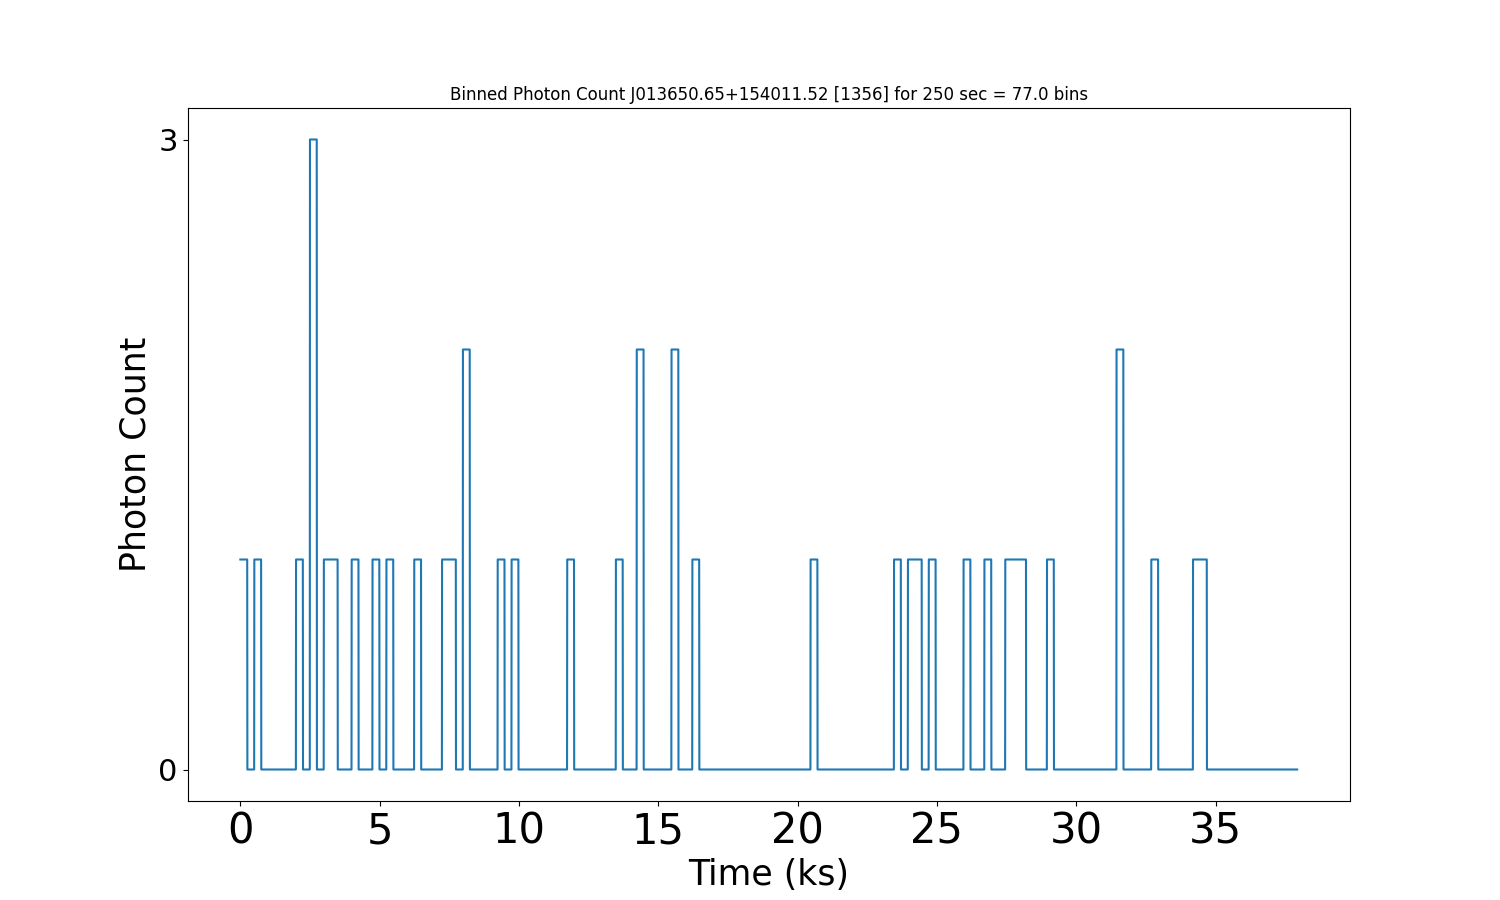 Binned Photon Count J013650.65+154011.52 [1356] for 250 sec = 77.0 bins
3
Photon Count
0
0 5 10 15 20 25 30 35
Time (ks)